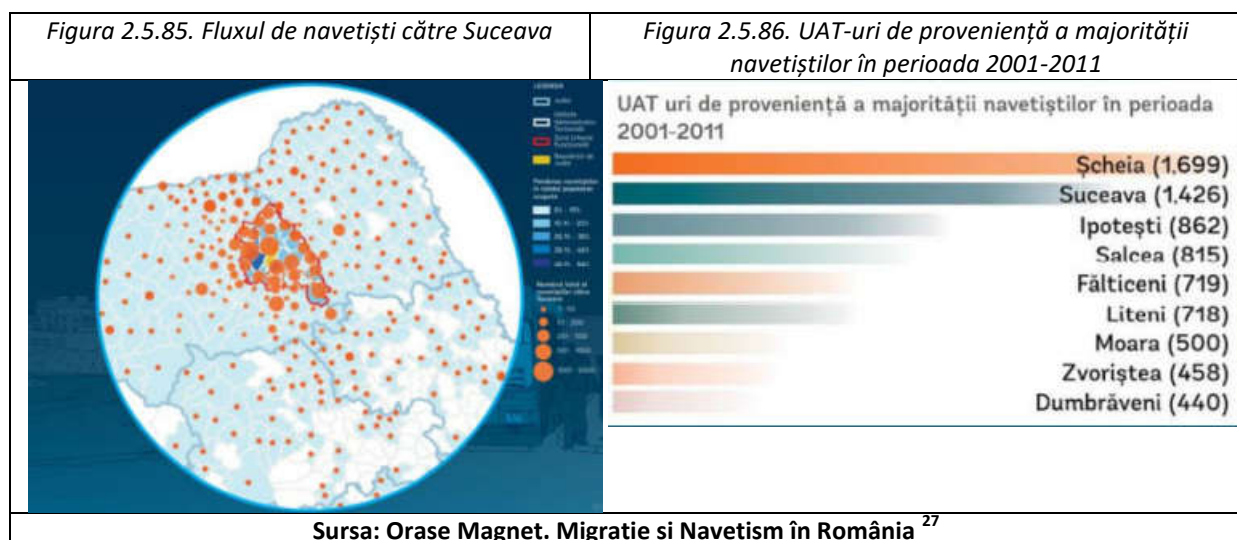 Figura 2.5.85. Fluxul de navetiști către Suceava
Figura 2.5.86. UAT-uri de proveniență a majorității
navetiștilor în perioada 2001-2011
UAT uri de proveniență a majorității navetiștilor în perioada
2001-2011
Șcheia (1.699)
Suceava (1.426)
Ipotești (862)
Salcea (815)
Fălticeni (719)
Liteni (718)
Moara (500)
Zvoriștea (458)
Dumbrăveni (440)
Sursa: Orașe Magnet. Migrație și Navetism în România 27